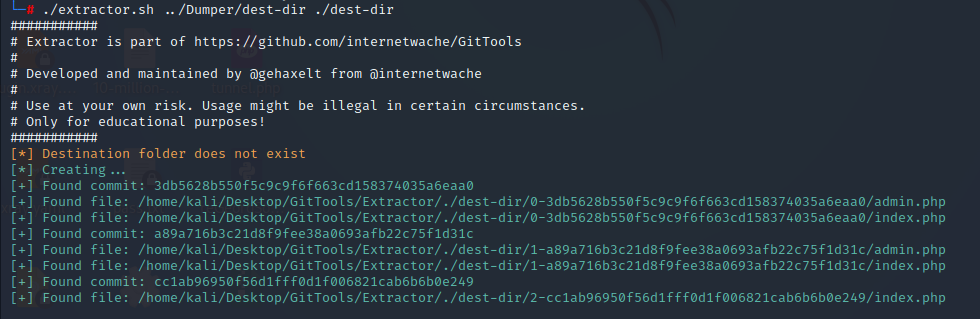 └─# ./extractor.sh ../Dumper/dest-dir ./dest-dir
###########
# Extractor is part of https://github.com/internetwache/GitTools
#
# Developed and maintained by @gehaxelt from @internetwache
#
# Use at your own risk. Usage might be illegal in certain circumstances.
# Only for educational purposes!
###########
[*] Destination folder does not exist
[*] Creating...
[+] Found commit: 3db5628b550f5c9c9f6f663cd158374035a6eaa0
[+] Found file: /home/kali/Desktop/GitTools/Extractor/./dest-dir/0-3db5628b550f5c9c9f6f663cd158374035a6eaa0/admin.php
[+] Found file: /home/kali/Desktop/GitTools/Extractor/./dest-dir/0-3db5628b550f5c9c9f6f663cd158374035a6eaa0/index.php
[+] Found commit: a89a716b3c21d8f9fee38a0693afb22c75f1d31c
[+] Found file: /home/kali/Desktop/GitTools/Extractor/./dest-dir/1-a89a716b3c21d8f9fee38a0693afb22c75f1d31c/admin.php
[+] Found file: /home/kali/Desktop/GitTools/Extractor/./dest-dir/1-a89a716b3c21d8f9fee38a0693afb22c75f1d31c/index.php
[+] Found commit: cc1ab96950f56d1fff0d1f006821cab6b6b0e249
[+] Found file: /home/kali/Desktop/GitTools/Extractor/./dest-dir/2-cc1ab96950f56d1fff0d1f006821cab6b6b0e249/index.php